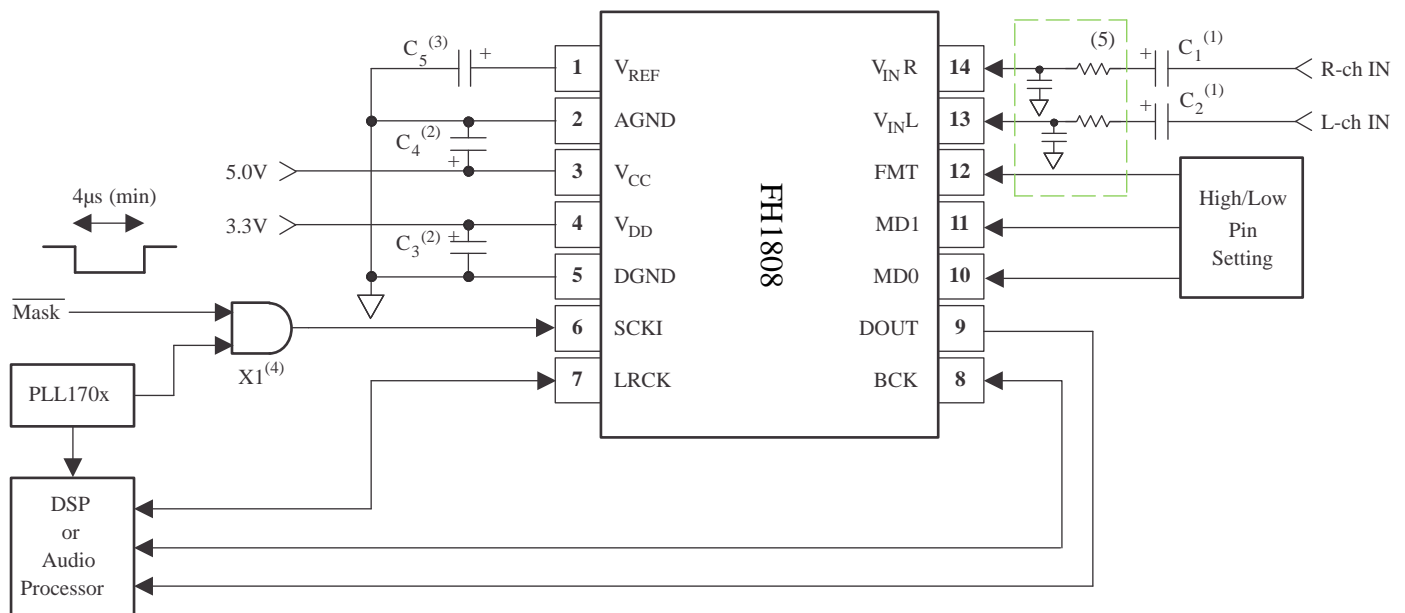 C5(3) +
1 VREF
2 AGND
C4(2)
+
5.0V
3 VCC
4µs (min)
3.3V
4 VDD
C3(2) +
5 DGND
Mask
6 SCKI
X1(4)
PLL170x
7 LRCK
DSP
or
Audio
Processor
FH1808
(5)
+ C1(1)
VINR 14
R-ch IN
+ C2(1)
VINL 13
L-ch IN
FMT 12
MD1 11
MD0 10
High/Low
Pin
Setting
DOUT 9
BCK 8